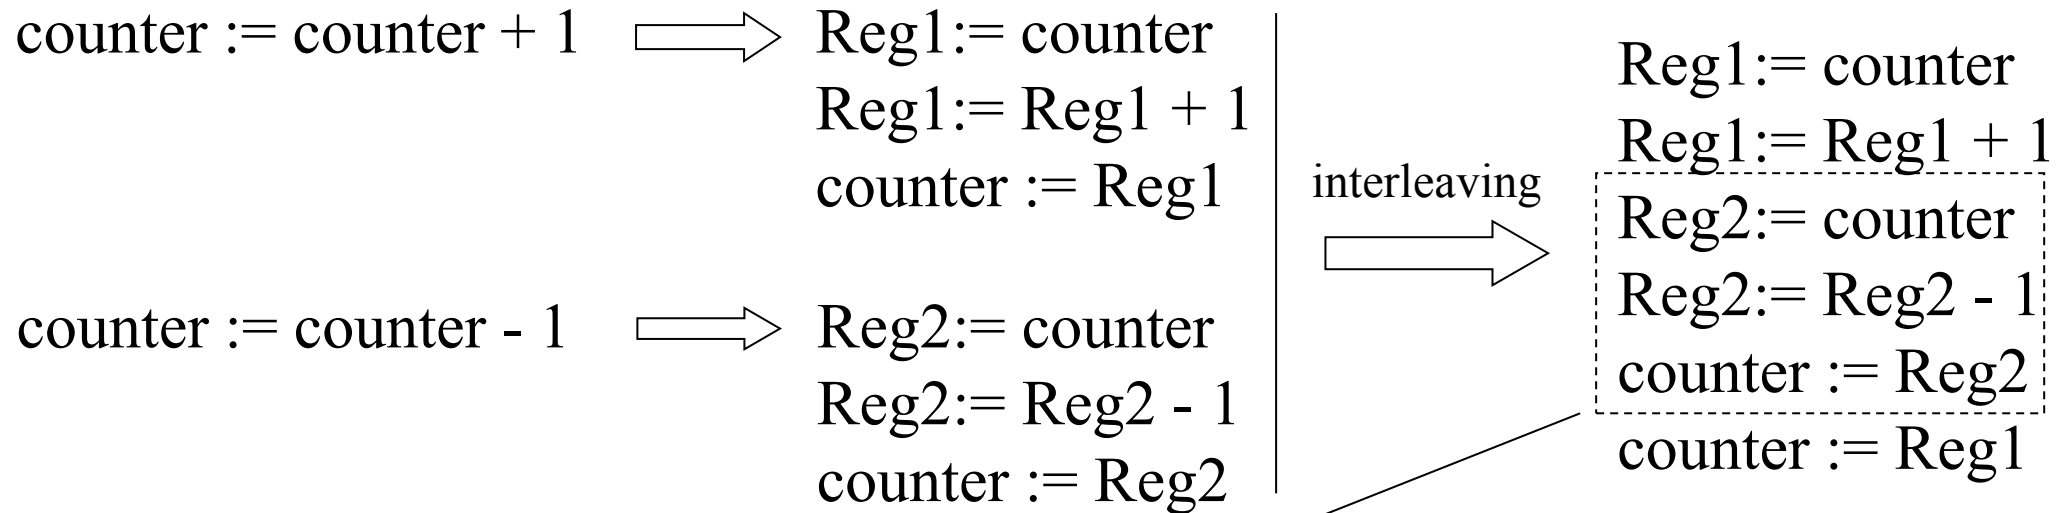 counter := counter + 1
Reg1:= counter
Reg1:= Reg1 + 1
counter := Reg1
counter := counter - 1
Reg2:= counter
Reg2:= Reg2 - 1
counter := Reg2
interleaving
Reg1:= counter
Reg1:= Reg1 + 1
Reg2:= counter
Reg2:= Reg2 - 1
counter := Reg2
counter := Reg1